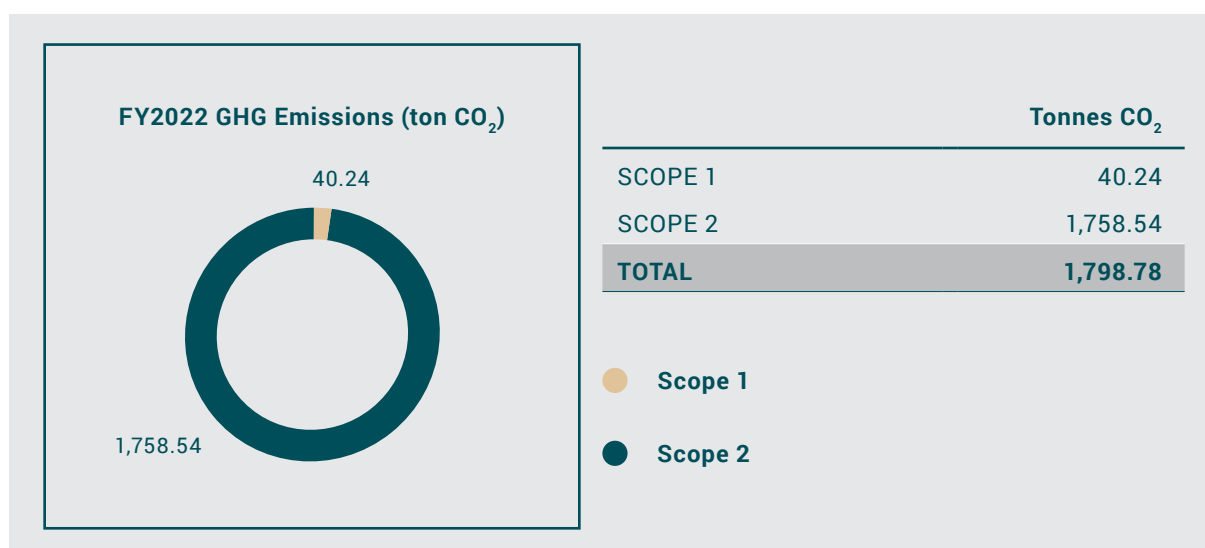 FY2022 GHG Emissions (ton CO₂)
40.24
1,758.54
Tonnes CO₂
SCOPE 1 40.24
SCOPE 2 1,758.54
TOTAL 1,798.78
Scope 1
Scope 2